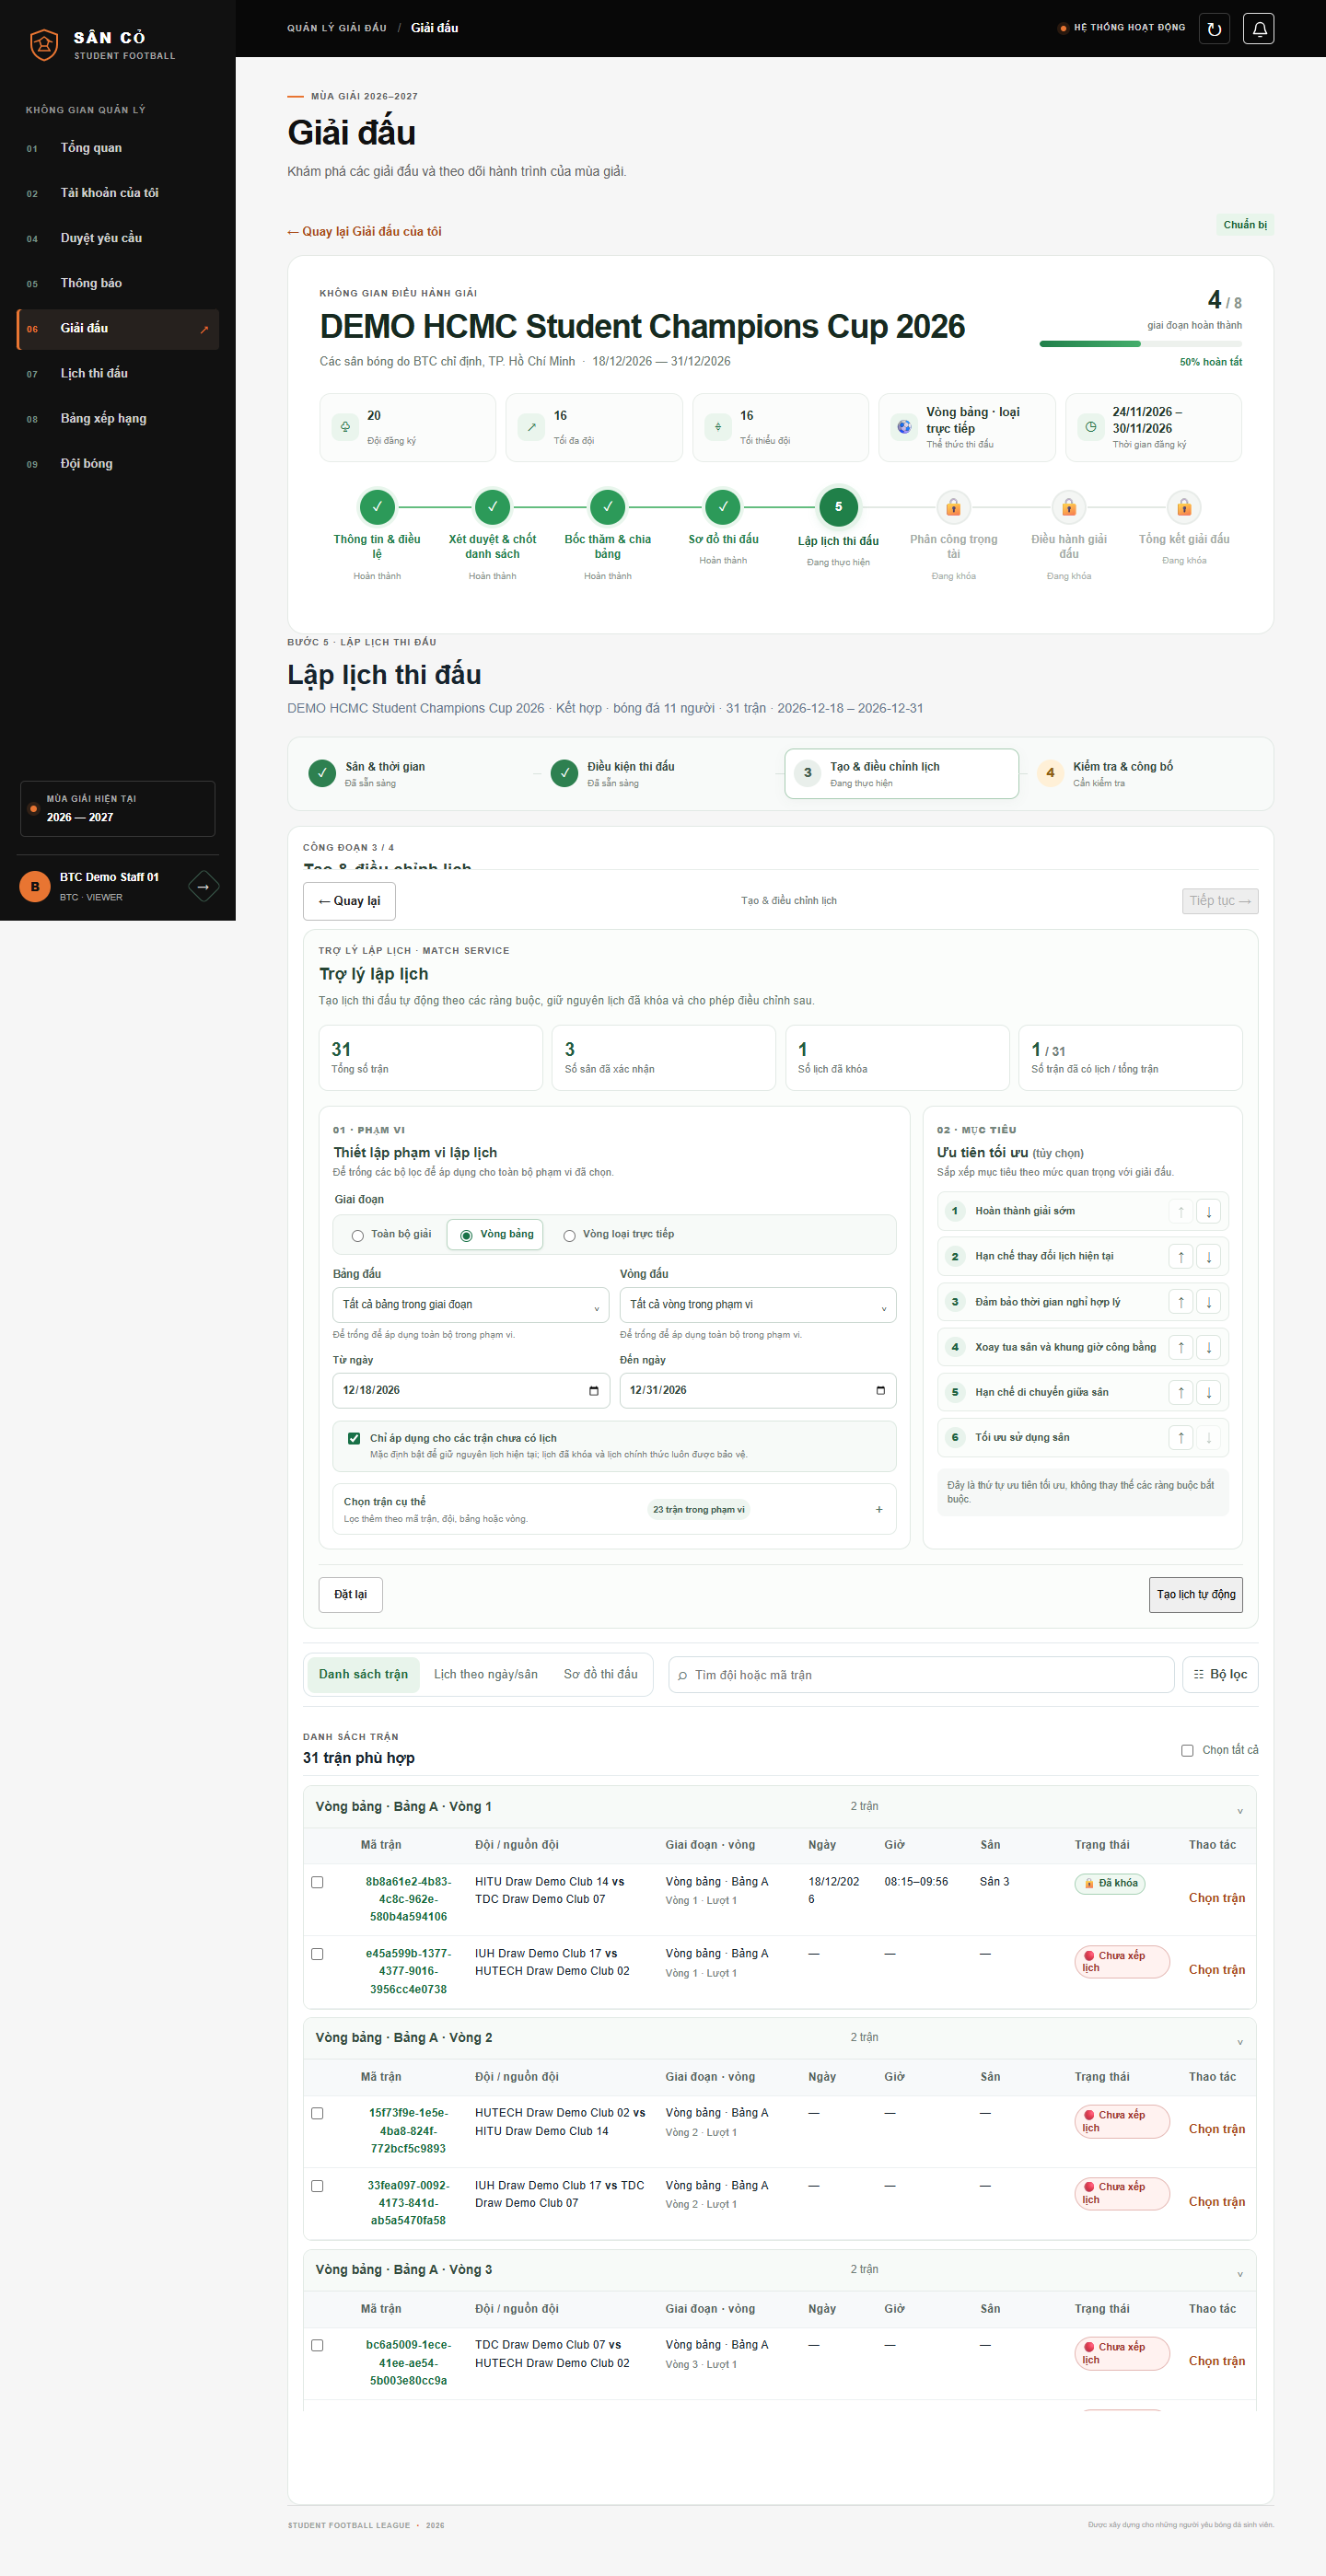 SÂN CỎ
STUDENT FOOTBALL
KHÔNG GIAN QUẢN LÝ
01 Tổng quan
02 Tài khoản của tôi
04 Duyệt yêu cầu
05 Thông báo
06 Giải đấu ↗
07 Lịch thi đấu
08 Bảng xếp hạng
09 Đội bóng
MÙA GIẢI HIỆN TẠI
2026 — 2027
B
BTC Demo Staff 01
BTC · VIEWER
→
QUẢN LÝ GIẢI ĐẤU / Giải đấu
HỆ THỐNG HOẠT ĐỘNG
MÙA GIẢI 2026–2027
Giải đấu
Khám phá các giải đấu và theo dõi hành trình của mùa giải.
← Quay lại Giải đấu của tôi
Chuẩn bị
KHÔNG GIAN ĐIỀU HÀNH GIẢI
DEMO HCMC Student Champions Cup 2026
Các sân bóng do BTC chỉ định, TP. Hồ Chí Minh · 18/12/2026 — 31/12/2026
4 / 8
giai đoạn hoàn thành
50% hoàn tất
20
Đội đăng ký
16
Tối đa đội
16
Tối thiểu đội
Vòng bảng · loại
trực tiếp
Thể thức thi đấu
24/11/2026 –
30/11/2026
Thời gian đăng ký
✓ ✓ ✓ ✓ 5
Thông tin & điều
lệ
Hoàn thành
Xét duyệt & chốt
danh sách
Hoàn thành
Bốc thăm & chia
bảng
Hoàn thành
Sơ đồ thi đấu
Hoàn thành
Lập lịch thi đấu
Đang thực hiện
Phân công trọng
tài
Đang khóa
Điều hành giải
đấu
Đang khóa
Tổng kết giải đấu
Đang khóa
BƯỚC 5 · LẬP LỊCH THI ĐẤU
Lập lịch thi đấu
DEMO HCMC Student Champions Cup 2026 · Kết hợp · bóng đá 11 người · 31 trận · 2026-12-18 – 2026-12-31
✓ Sân & thời gian
Đã sẵn sàng
✓ Điều kiện thi đấu
Đã sẵn sàng
3 Tạo & điều chỉnh lịch
Đang thực hiện
4 Kiểm tra & công bố
Cần kiểm tra
CÔNG ĐOẠN 3 / 4
Tạo & điều chỉnh lịch
← Quay lại
Tạo & điều chỉnh lịch
Tiếp tục →
TRỢ LÝ LẬP LỊCH · MATCH SERVICE
Trợ lý lập lịch
Tạo lịch thi đấu tự động theo các ràng buộc, giữ nguyên lịch đã khóa và cho phép điều chỉnh sau.
31
Tổng số trận
3
Số sân đã xác nhận
1
Số lịch đã khóa
1 / 31
Số trận đã có lịch / tổng trận
01 · PHẠM VI
Thiết lập phạm vi lập lịch
Để trống các bộ lọc để áp dụng cho toàn bộ phạm vi đã chọn.
Giai đoạn
Toàn bộ giải
Vòng bảng
Vòng loại trực tiếp
Bảng đấu
Tất cả bảng trong giai đoạn
Để trống để áp dụng toàn bộ trong phạm vi.
Vòng đấu
Tất cả vòng trong phạm vi
Để trống để áp dụng toàn bộ trong phạm vi.
Từ ngày
12/18/2026
Đến ngày
12/31/2026
Chỉ áp dụng cho các trận chưa có lịch
Mặc định bật để giữ nguyên lịch hiện tại; lịch đã khóa và lịch chính thức luôn được bảo vệ.
Chọn trận cụ thể
Lọc thêm theo mã trận, đội, bảng hoặc vòng.
23 trận trong phạm vi
+
02 · MỤC TIÊU
Ưu tiên tối ưu (tùy chọn)
Sắp xếp mục tiêu theo mức quan trọng với giải đấu.
1 Hoàn thành giải sớm ↑ ↓
2 Hạn chế thay đổi lịch hiện tại ↑ ↓
3 Đảm bảo thời gian nghỉ hợp lý ↑ ↓
4 Xoay tua sân và khung giờ công bằng ↑ ↓
5 Hạn chế di chuyển giữa sân ↑ ↓
6 Tối ưu sử dụng sân ↑ ↓
Đây là thứ tự ưu tiên tối ưu, không thay thế các ràng buộc bắt
buộc.
Đặt lại
Tạo lịch tự động
Danh sách trận
Lịch theo ngày/sân
Sơ đồ thi đấu
Tìm đội hoặc mã trận
Bộ lọc
DANH SÁCH TRẬN
31 trận phù hợp
Chọn tất cả
Vòng bảng · Bảng A · Vòng 1 2 trận
Mã trận Đội / nguồn đội Giai đoạn · vòng Ngày Giờ Sân Trạng thái Thao tác
8b8a61e2-4b83-
4c8c-962e-
580b4a594106
HITU Draw Demo Club 14 vs
TDC Draw Demo Club 07
Vòng bảng · Bảng A
Vòng 1 · Lượt 1
18/12/202
6
08:15–09:56
Sân 3
Đã khóa
Chọn trận
e45a599b-1377-
4377-9016-
3956cc4e0738
IUH Draw Demo Club 17 vs
HUTECH Draw Demo Club 02
Vòng bảng · Bảng A
Vòng 1 · Lượt 1
— — —
Chưa xếp
lịch
Chọn trận
Vòng bảng · Bảng A · Vòng 2 2 trận
Mã trận Đội / nguồn đội Giai đoạn · vòng Ngày Giờ Sân Trạng thái Thao tác
15f73f9e-1e5e-
4ba8-824f-
772bcf5c9893
HUTECH Draw Demo Club 02 vs
HITU Draw Demo Club 14
Vòng bảng · Bảng A
Vòng 2 · Lượt 1
— — —
Chưa xếp
lịch
Chọn trận
33fea097-0092-
4173-841d-
ab5a5470fa58
IUH Draw Demo Club 17 vs TDC
Draw Demo Club 07
Vòng bảng · Bảng A
Vòng 2 · Lượt 1
— — —
Chưa xếp
lịch
Chọn trận
Vòng bảng · Bảng A · Vòng 3 2 trận
Mã trận Đội / nguồn đội Giai đoạn · vòng Ngày Giờ Sân Trạng thái Thao tác
bc6a5009-1ece-
41ee-ae54-
5b003e80cc9a
TDC Draw Demo Club 07 vs
HUTECH Draw Demo Club 02
Vòng bảng · Bảng A
Vòng 3 · Lượt 1
— — —
Chưa xếp
lịch
Chọn trận
STUDENT FOOTBALL LEAGUE • 2026
Được xây dựng cho những người yêu bóng đá sinh viên.